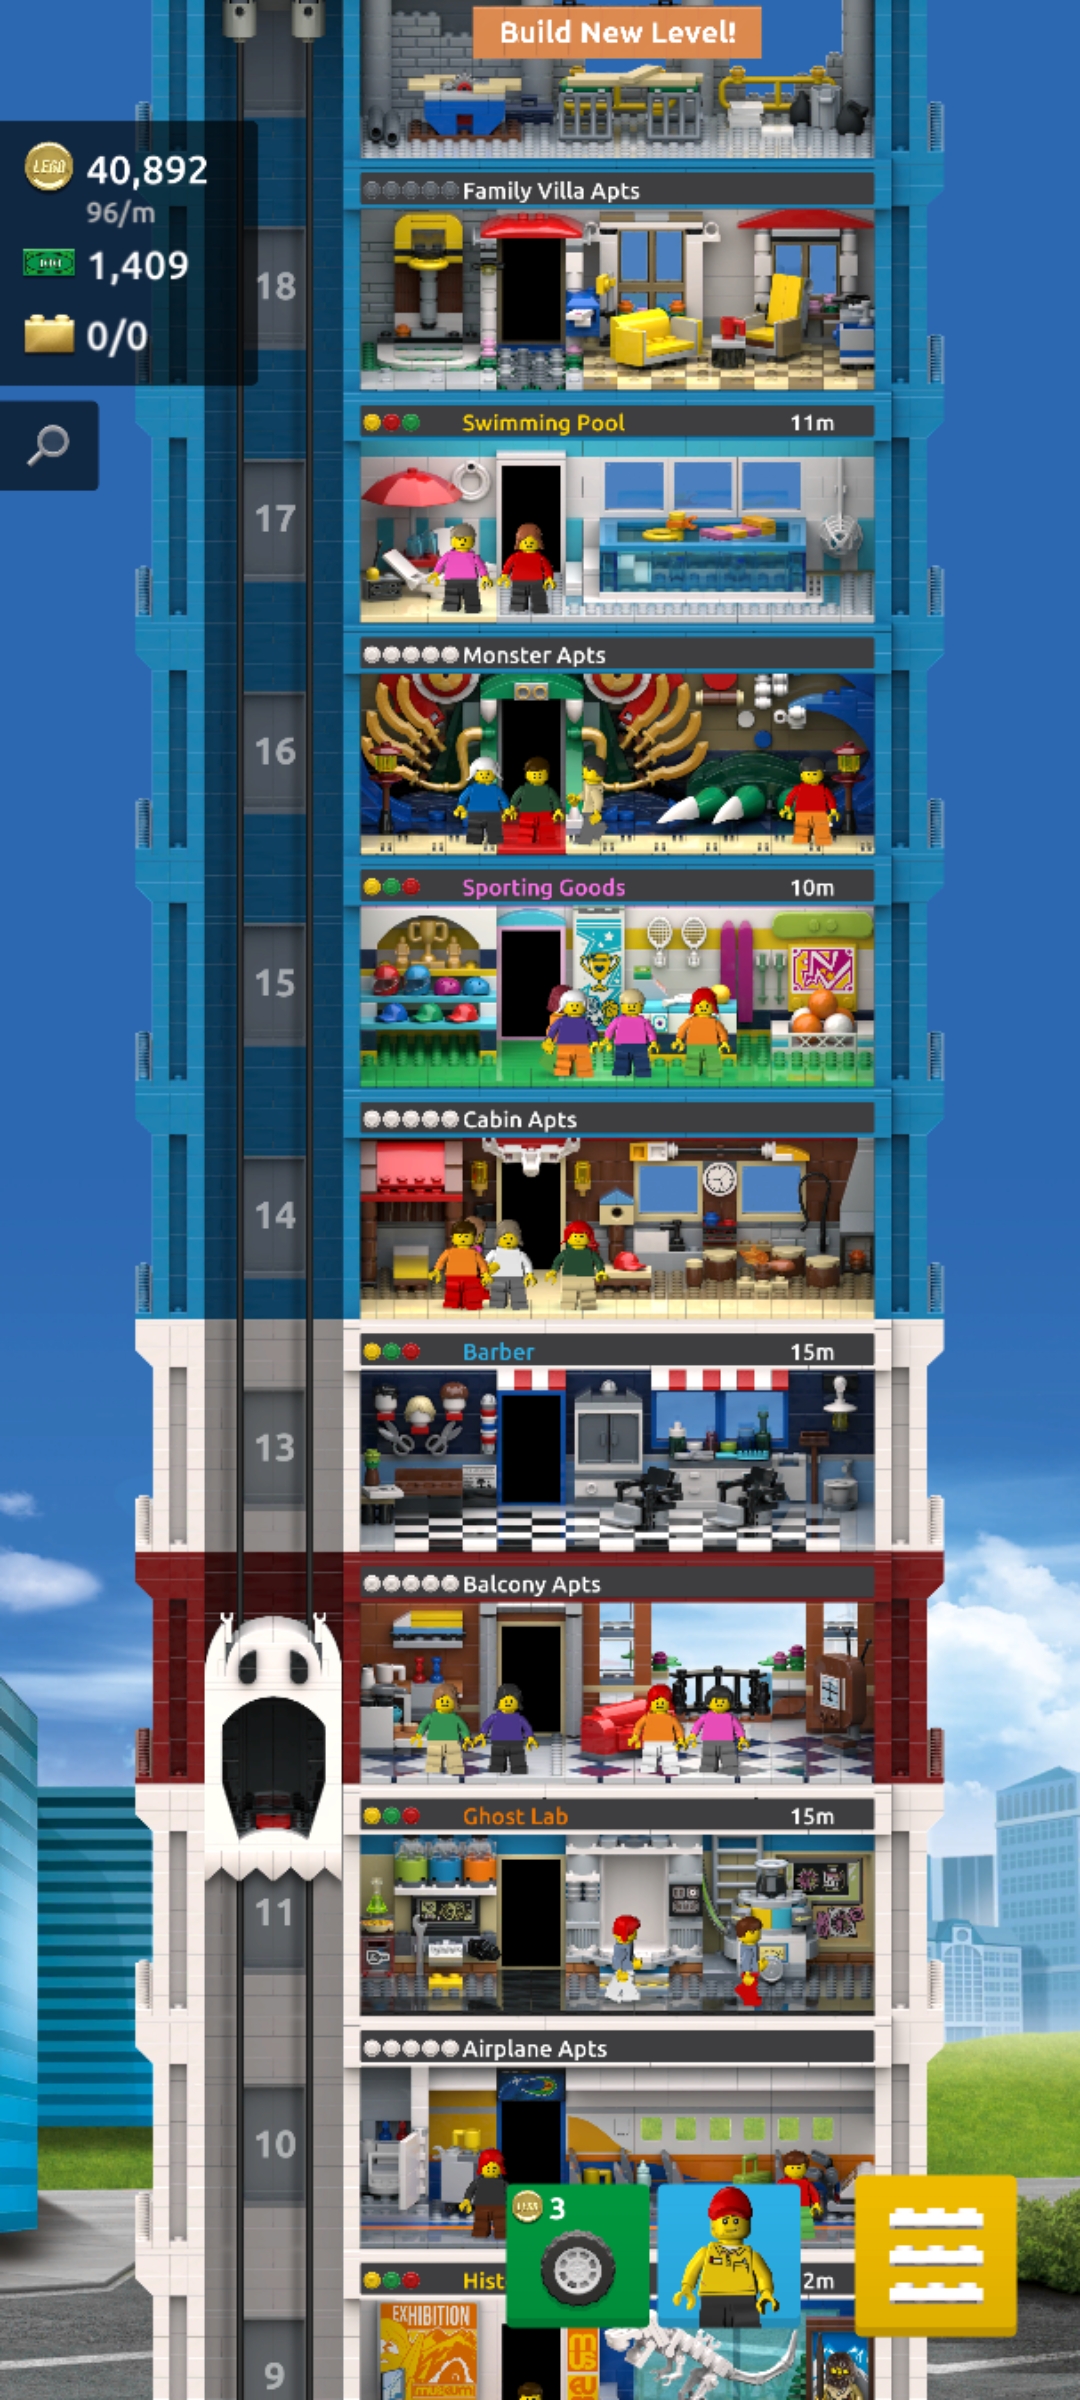 Build New Level!
LEGO 40,892
96/m
1,409
0/0
Family Villa Apts
18
Swimming Pool 11m
17
Monster Apts
16
Sporting Goods 10m
15
Cabin Apts
14
Barber 15m
13
Balcony Apts
Ghost Lab 15m
11
Airplane Apts
10
3
Hist 2m
EXHIBITION
museum
9